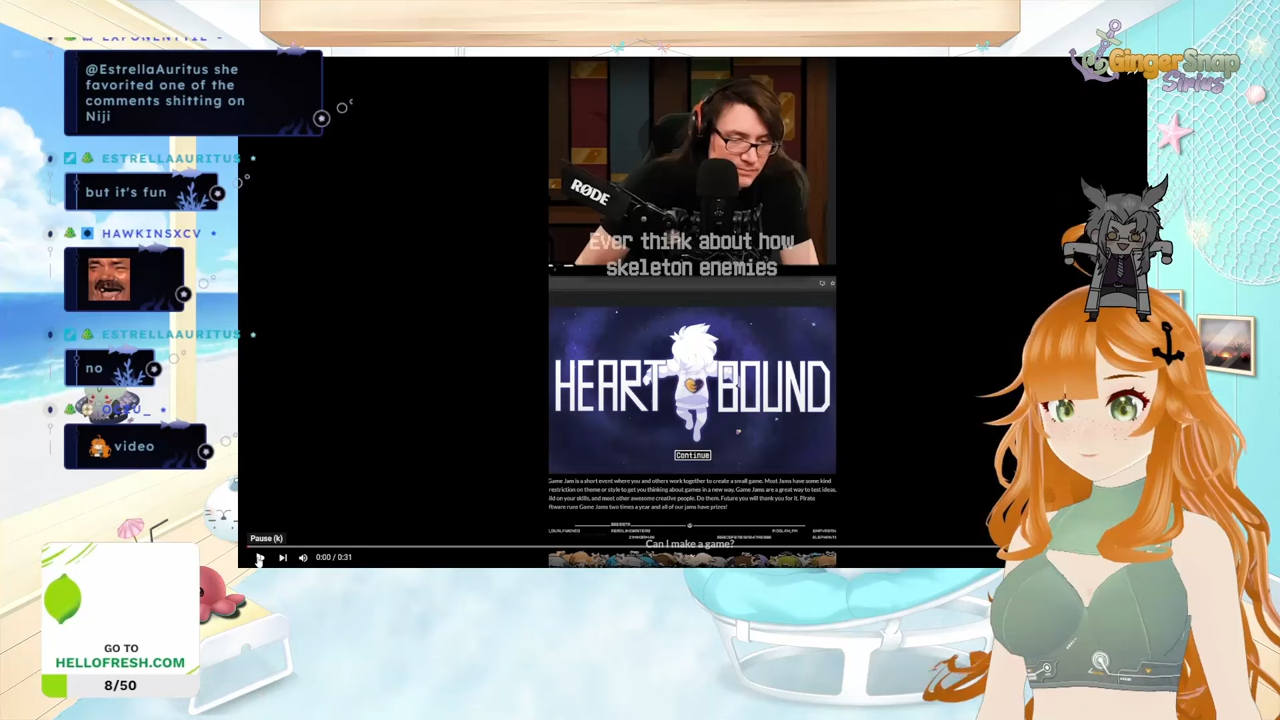 EXPONENTYIE
@EstrellaAuritus she
favorited one of the
comments shitting on
Niji
ESTRELLAAURITUS
but it's fun
HAWKINSXCV
ESTRELLAAURITUS
no
video
GO TO
HELLOFRESH.COM
8/50
RØDE
Ever think about how
skeleton enemies
HEARTBOUND
Continue
Game Jam is a short event where you and others work together to create a small game. Most Jams have some kind
restriction on theme or style to get you thinking about games in a new way. Game Jams are a great way to test ideas,
ild on your skills, and meet other awesome creative people. Do them. Future you will thank you for it. Pirate
ftware runs Game Jam two times a year and all of our jams have prizes!
Can I make a game?
Pause (k)
0:00 / 0:31
GingerSnap
Sirius